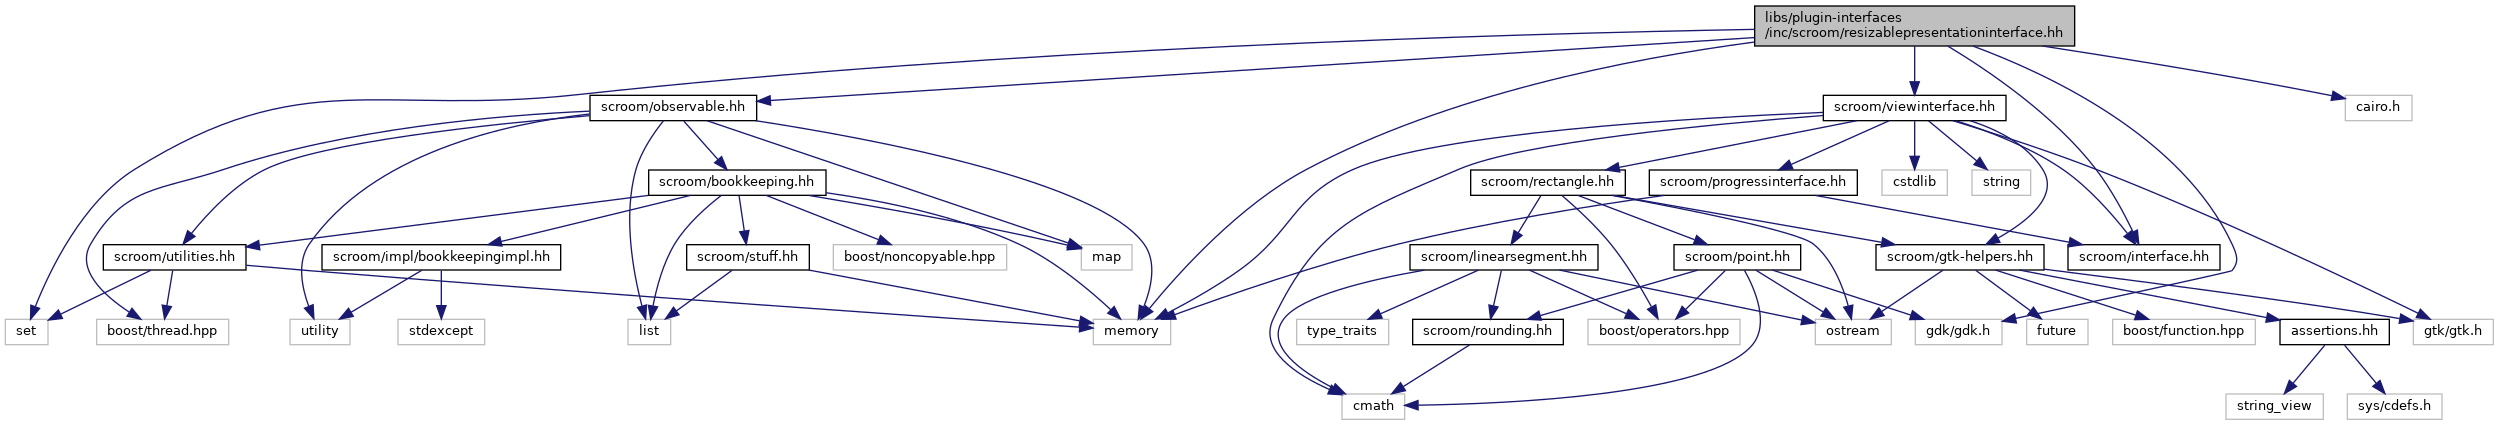 libs/plugin-interfaces
/inc/scroom/resizablepresentationinterface.hh
scroom/observable.hh
scroom/viewinterface.hh
cairo.h
scroom/bookkeeping.hh
scroom/rectangle.hh
scroom/progressinterface.hh
cstdlib
string
scroom/utilities.hh
scroom/impl/bookkeepingimpl.hh
scroom/stuff.hh
boost/noncopyable.hpp
map
scroom/linearsegment.hh
scroom/point.hh
scroom/gtk-helpers.hh
scroom/interface.hh
set
boost/thread.hpp
utility
stdexcept
list
memory
type_traits
scroom/rounding.hh
boost/operators.hpp
ostream
gdk/gdk.h
future
boost/function.hpp
assertions.hh
gtk/gtk.h
cmath
string_view
sys/cdefs.h